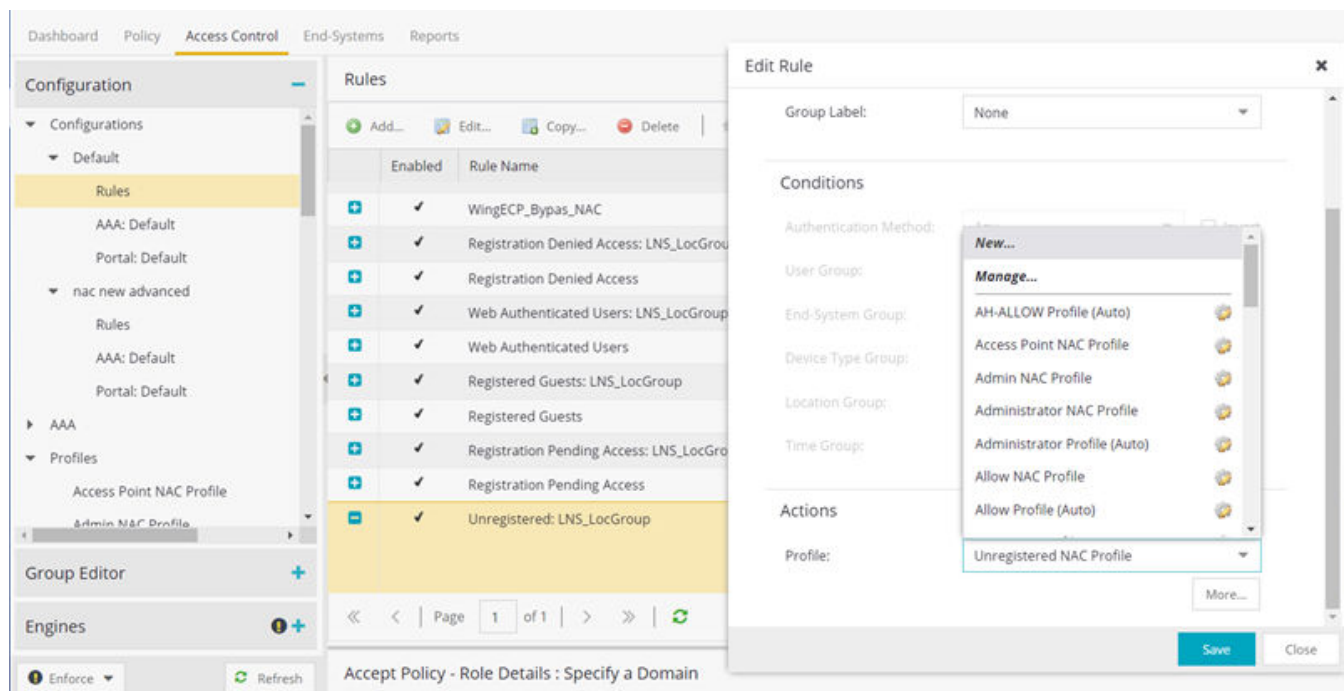 Dashboard Policy Access Control End-Systems Reports
Configuration
Configurations
Default
Rules
AAA: Default
Portal: Default
nac new advanced
Rules
AAA: Default
Portal: Default
AAA
Profiles
Access Point NAC Profile
Admin NAC Profile
Group Editor
Engines
Enforce
Refresh
Rules
Add... Edit... Copy... Delete
Enabled Rule Name
WingECP_Bypas_NAC
Registration Denied Access: LNS_LocGrou
Registration Denied Access
Web Authenticated Users: LNS_LocGroup
Web Authenticated Users
Registered Guests: LNS_LocGroup
Registered Guests
Registration Pending Access: LNS_LocGro
Registration Pending Access
Unregistered: LNS_LocGroup
Page 1 of 1
Accept Policy - Role Details : Specify a Domain
Edit Rule
Group Label: None
Conditions
Authentication Method:
User Group:
End-System Group:
Device Type Group:
Location Group:
Time Group:
New...
Manage...
AH-ALLOW Profile (Auto)
Access Point NAC Profile
Admin NAC Profile
Administrator NAC Profile
Administrator Profile (Auto)
Allow NAC Profile
Allow Profile (Auto)
Actions
Profile: Unregistered NAC Profile
More...
Save Close